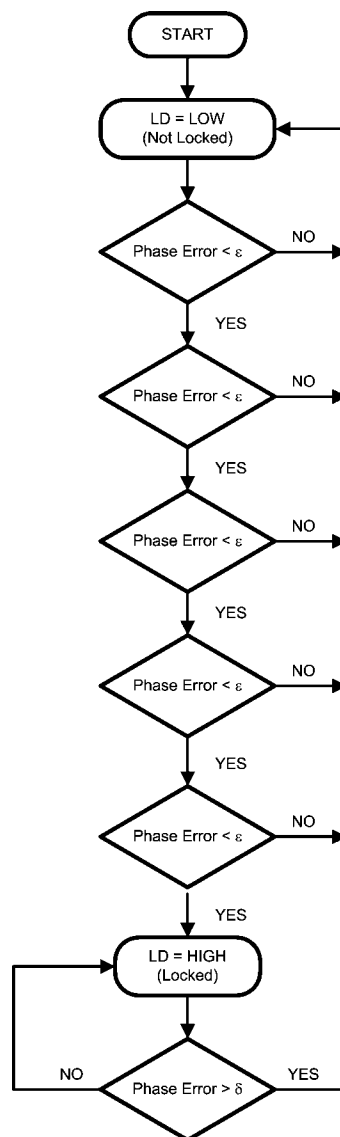 START
LD = LOW
(Not Locked)
Phase Error < ε
NO
YES
Phase Error < ε
NO
YES
Phase Error < ε
NO
YES
Phase Error < ε
NO
YES
Phase Error < ε
NO
YES
LD = HIGH
(Locked)
NO
Phase Error > δ
YES